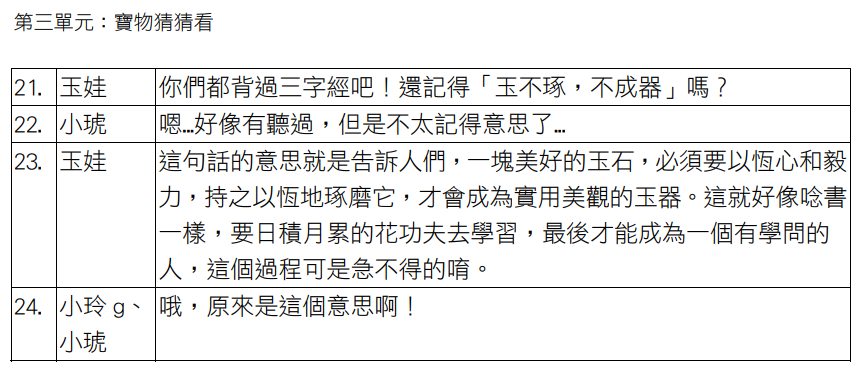 第三單元：寶物猜猜看
21. 玉娃 你們都背過三字經吧！還記得「玉不琢，不成器」嗎？
22. 小琥 嗯…好像有聽過，但是不太記得意思了…
23. 玉娃 這句話的意思就是告訴人們，一塊美好的玉石，必須要以恆心和毅
力，持之以恆地琢磨它，才會成為實用美觀的玉器。這就好像唸書
一樣，要日積月累的花功夫去學習，最後才能成為一個有學問的
人，這個過程可是急不得的唷。
24. 小玲 g、 哦，原來是這個意思啊！
小琥